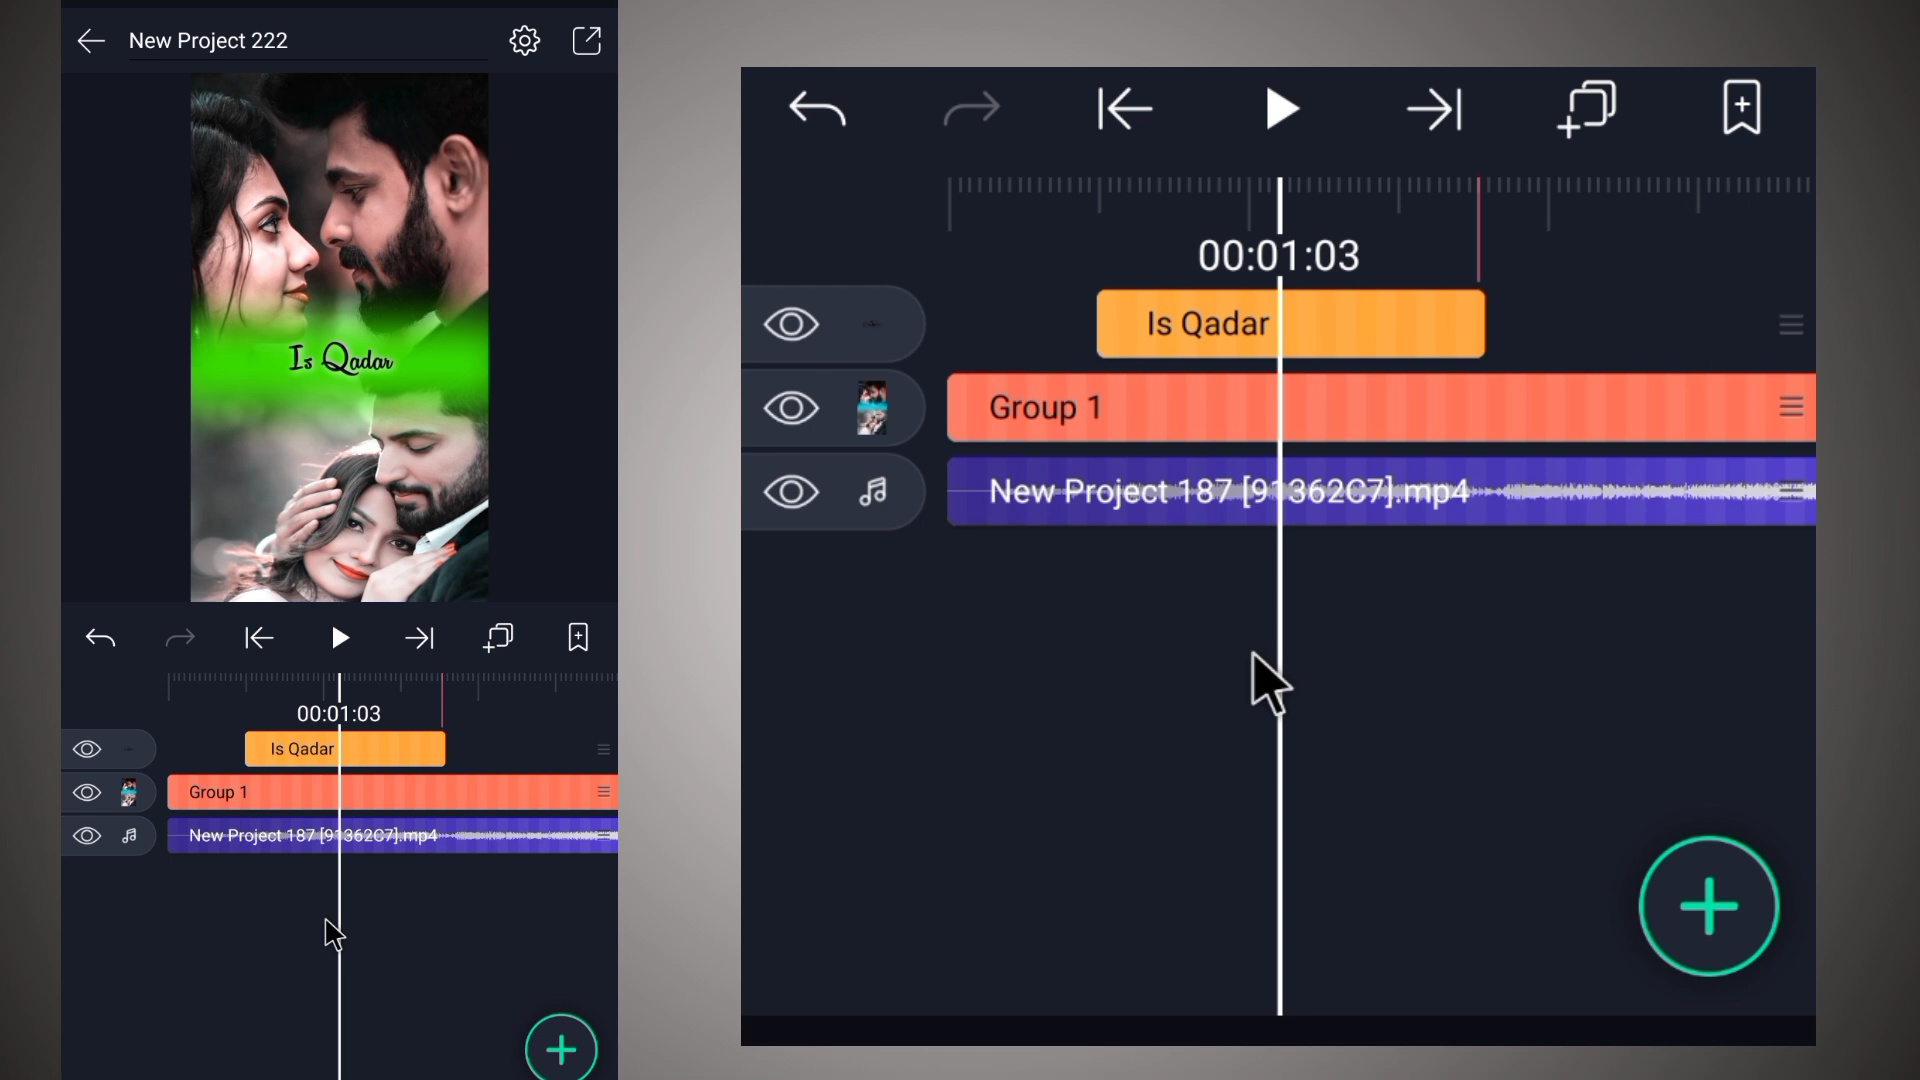 New Project 222
Is Qadar
00:01:03
Is Qadar
Group 1
New Project 187 [91362C7].mp4
00:01:03
Is Qadar
Group 1
New Project 187 [91362C7].mp4